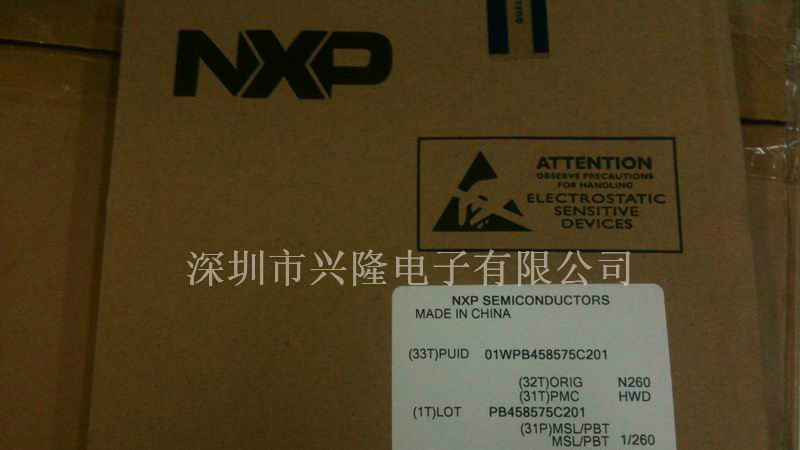 NXP
ATTENTION
OBSERVE PRECAUTIONS
FOR HANDLING
ELECTROSTATIC
SENSITIVE
DEVICES
深圳市兴隆电子有限公司
NXP SEMICONDUCTORS
MADE IN CHINA
(33T)PUID 01WPB458575C201
(32T)ORIG N260
(31T)PMC HWD
(1T)LOT PB458575C201
(31P)MSL/PBT
MSL/PBT 1/260